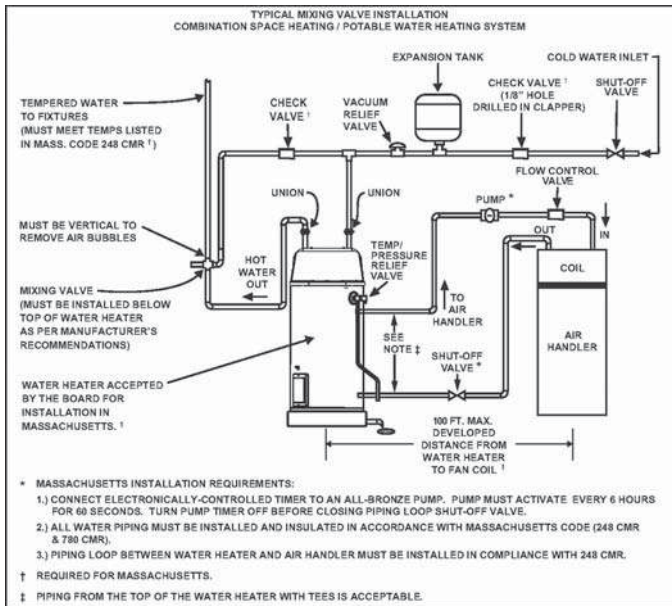 TYPICAL MIXING VALVE INSTALLATION
COMBINATION SPACE HEATING / POTABLE WATER HEATING SYSTEM
EXPANSION TANK
COLD WATER INLET
TEMPERED WATER
TO FIXTURES
(MUST MEET TEMPS LISTED
IN MASS. CODE 248 CMR †)
CHECK
VALVE †
VACUUM
RELIEF
VALVE
CHECK VALVE †
(1/8" HOLE
DRILLED IN CLAPPER)
SHUT-OFF
VALVE
FLOW CONTROL
VALVE
PUMP *
UNION
UNION
IN
OUT
MUST BE VERTICAL TO
REMOVE AIR BUBBLES
HOT
WATER
OUT
TEMP/
PRESSURE
RELIEF
VALVE
COIL
MIXING VALVE
(MUST BE INSTALLED BELOW
TOP OF WATER HEATER
AS PER MANUFACTURER'S
RECOMMENDATIONS)
TO
AIR
HANDLER
AIR
HANDLER
SEE
NOTE ‡
SHUT-OFF
VALVE *
WATER HEATER ACCEPTED
BY THE BOARD FOR
INSTALLATION IN
MASSACHUSETTS. †
100 FT. MAX.
DEVELOPED
DISTANCE FROM
WATER HEATER
TO FAN COIL †
* MASSACHUSETTS INSTALLATION REQUIREMENTS:
1.) CONNECT ELECTRONICALLY-CONTROLLED TIMER TO AN ALL-BRONZE PUMP. PUMP MUST ACTIVATE EVERY 6 HOURS
FOR 60 SECONDS. TURN PUMP TIMER OFF BEFORE CLOSING PIPING LOOP SHUT-OFF VALVE.
2.) ALL WATER PIPING MUST BE INSTALLED AND INSULATED IN ACCORDANCE WITH MASSACHUSETTS CODE (248 CMR
& 780 CMR).
3.) PIPING LOOP BETWEEN WATER HEATER AND AIR HANDLER MUST BE INSTALLED IN COMPLIANCE WITH 248 CMR.
† REQUIRED FOR MASSACHUSETTS.
‡ PIPING FROM THE TOP OF THE WATER HEATER WITH TEES IS ACCEPTABLE.